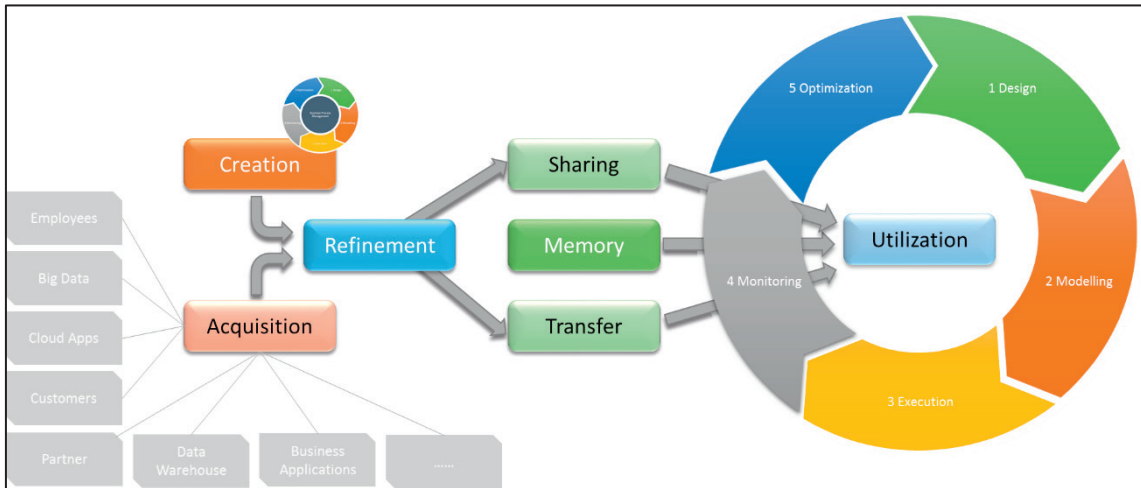 5 Optimization
1 Design
Creation
Sharing
Employees
Refinement
Memory
Utilization
Big Data
4 Monitoring
2 Modelling
Cloud Apps
Acquisition
Transfer
Customers
3 Execution
Partner
Data
Warehouse
Business
Applications
......